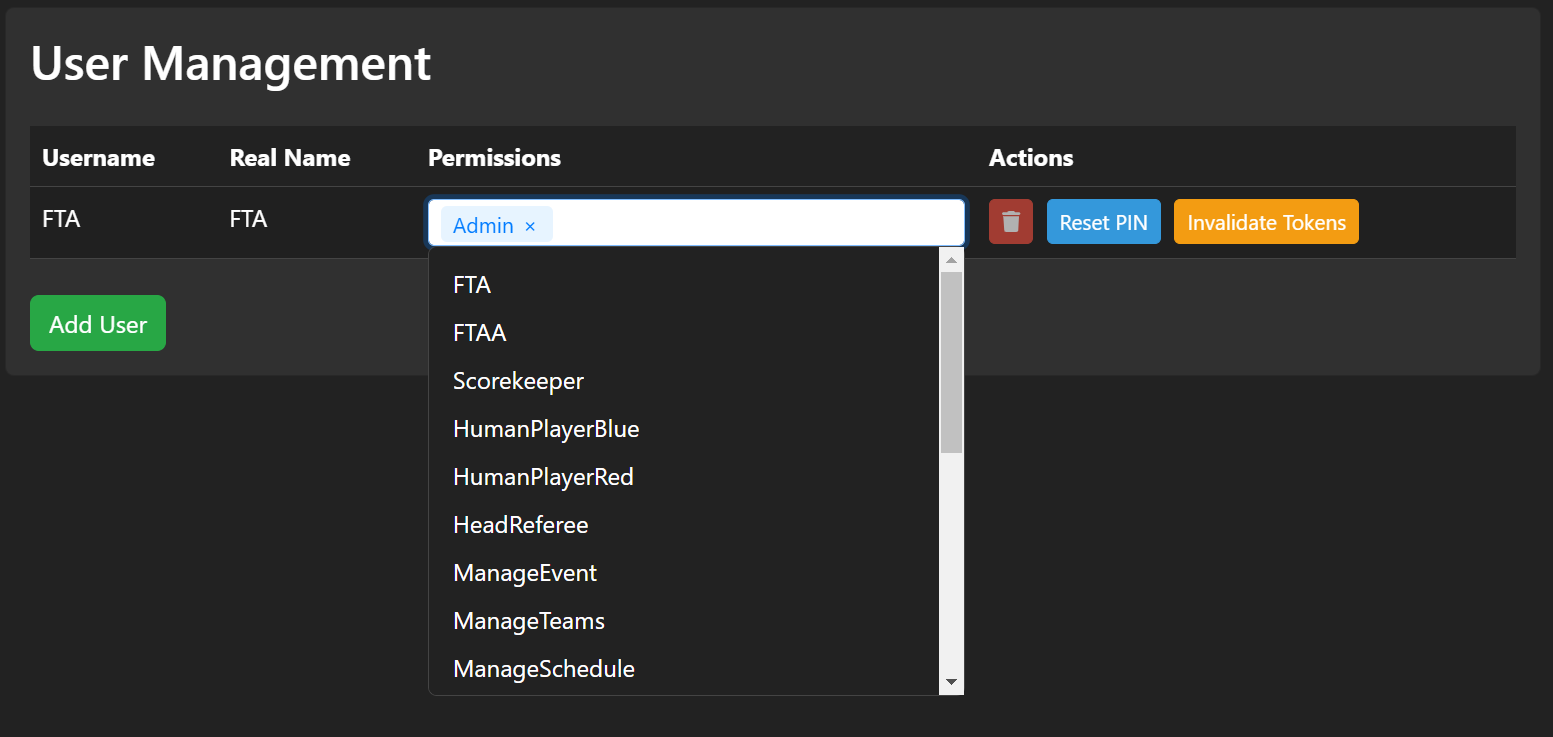 User Management
Username Real Name Permissions Actions
FTA FTA Admin × Reset PIN Invalidate Tokens
FTA
Add User
FTAA
Scorekeeper
HumanPlayerBlue
HumanPlayerRed
HeadReferee
ManageEvent
ManageTeams
ManageSchedule